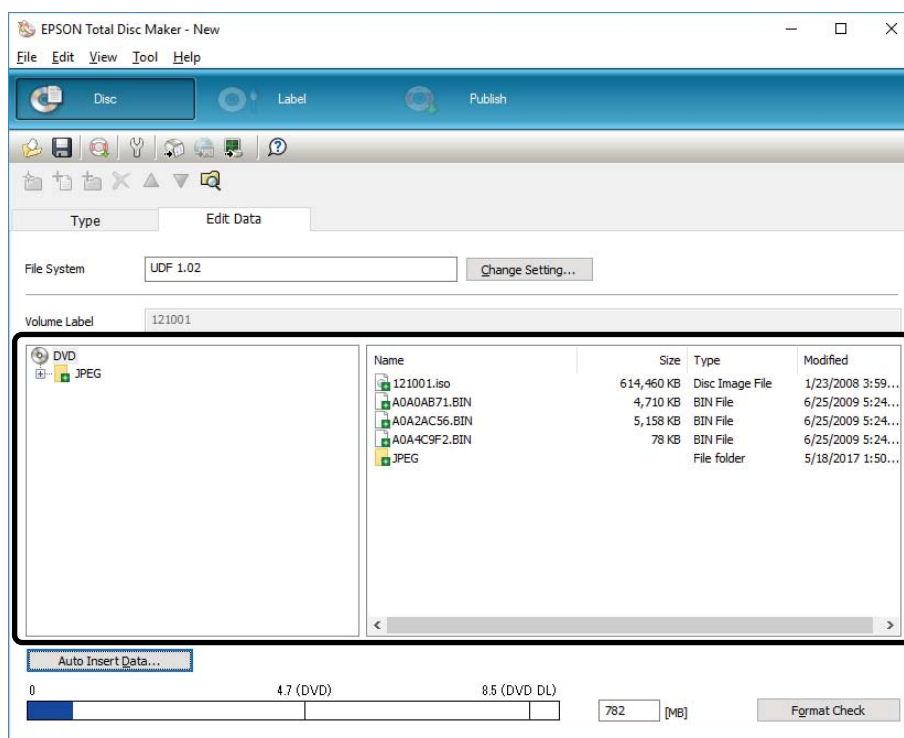 EPSON Total Disc Maker - New
File Edit View Tool Help
Disc Label Publish
Type Edit Data
File System UDF 1.02 Change Setting...
Volume Label 121001
DVD
JPEG
Name Size Type Modified
121001.iso 614,460 KB Disc Image File 1/23/2008 3:59...
A0A0AB71.BIN 4,710 KB BIN File 6/25/2009 5:24...
A0A2AC56.BIN 5,158 KB BIN File 6/25/2009 5:24...
A0A4C9F2.BIN 78 KB BIN File 6/25/2009 5:24...
JPEG File folder 5/18/2017 1:50...
Auto Insert Data...
0 4.7 (DVD) 8.5 (DVD DL)
782 [MB] Format Check